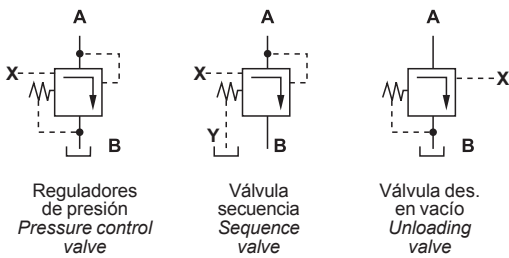 A
X
B
Reguladores
de presión
Pressure control
valve
A
X
Y
B
Válvula
secuencia
Sequence
valve
A
X
B
Válvula des.
en vacío
Unloading
valve